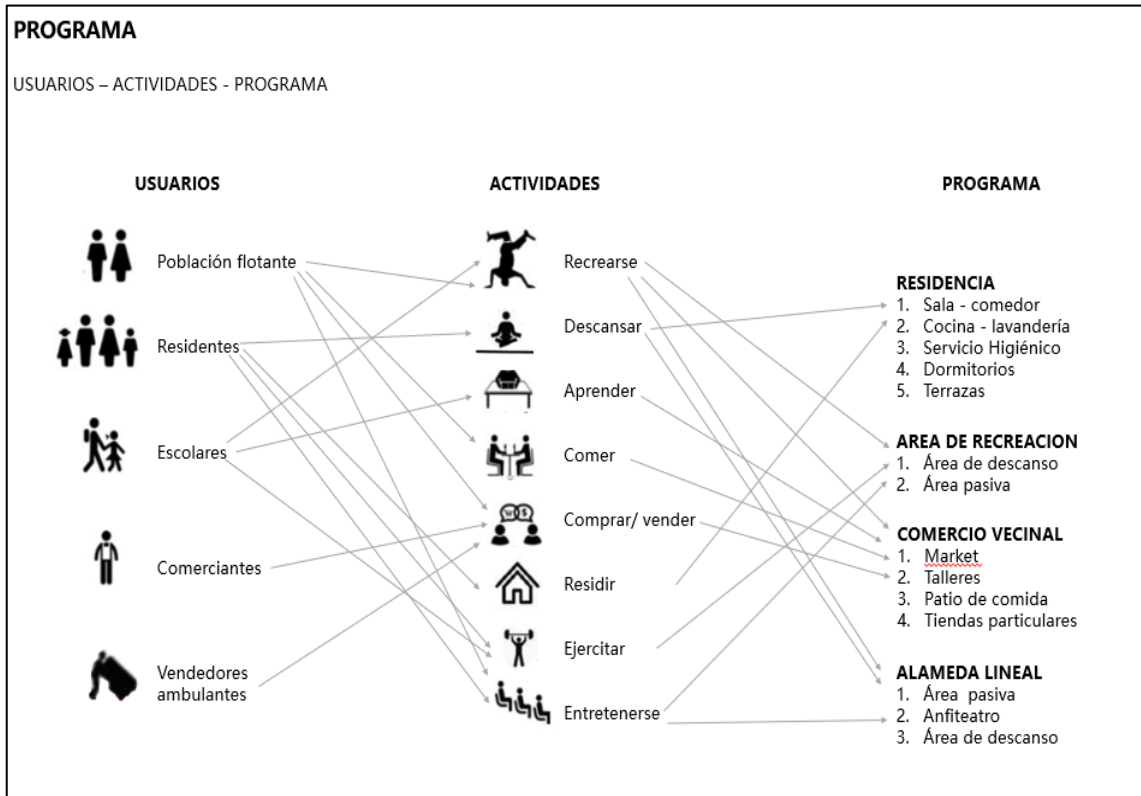 PROGRAMA
USUARIOS – ACTIVIDADES - PROGRAMA
USUARIOS
Población flotante
Residentes
Escolares
Comerciantes
Vendedores
ambulantes
ACTIVIDADES
Recrearse
Descansar
Aprender
Comer
W $
Comprar/ vender
Residir
Ejercitar
Entretenerse
PROGRAMA
RESIDENCIA
1. Sala - comedor
2. Cocina - lavandería
3. Servicio Higiénico
4. Dormitorios
5. Terrazas
AREA DE RECREACION
1. Área de descanso
2. Área pasiva
COMERCIO VECINAL
1. Market
2. Talleres
3. Patio de comida
4. Tiendas particulares
ALAMEDA LINEAL
1. Área pasiva
2. Anfiteatro
3. Área de descanso